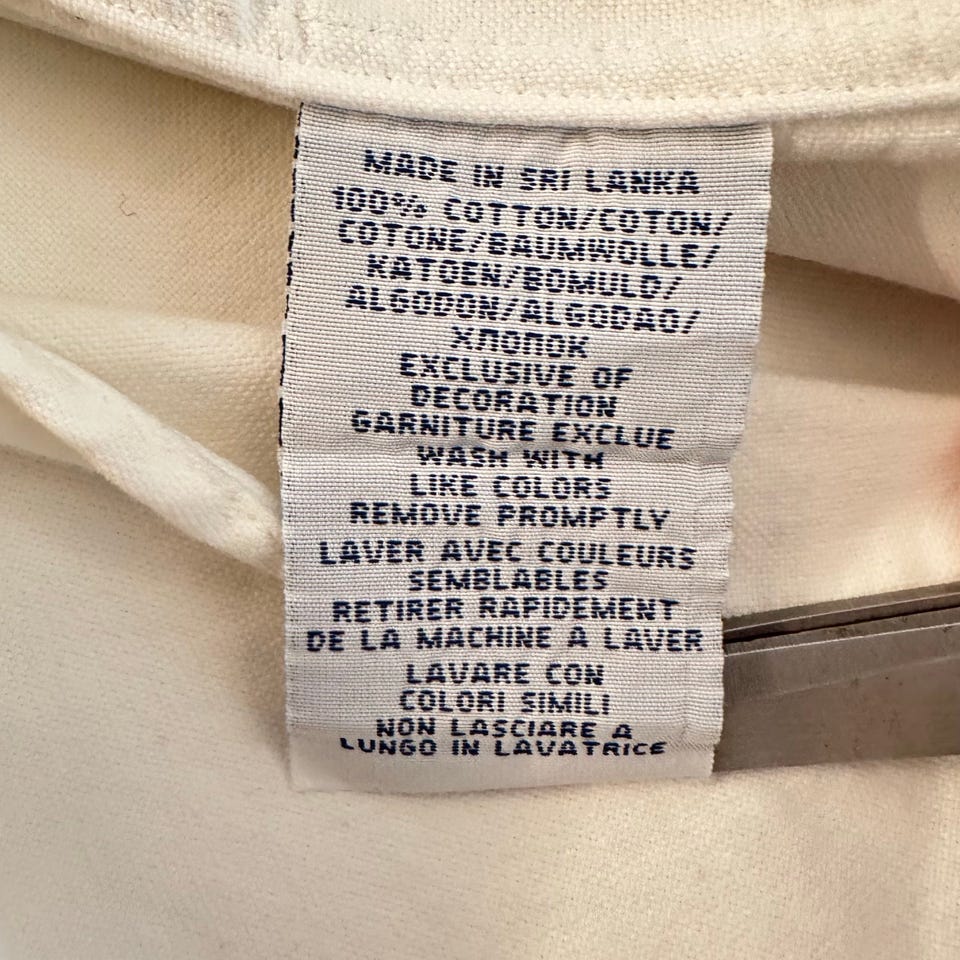 MADE IN SRI LANKA
100% COTTON/COTON/
COTONE/BAUMWOLLE/
KATOEN/BOMULD/
ALGODON/ALGODAO/
ХЛОПОК
EXCLUSIVE OF
DECORATION
GARNITURE EXCLUE
WASH WITH
LIKE COLORS
REMOVE PROMPTLY
LAVER AVEC COULEURS
SEMBLABLES
RETIRER RAPIDEMENT
DE LA MACHINE A LAVER
LAVARE CON
COLORI SIMILI
NON LASCIARE A
LUNGO IN LAVATRICE